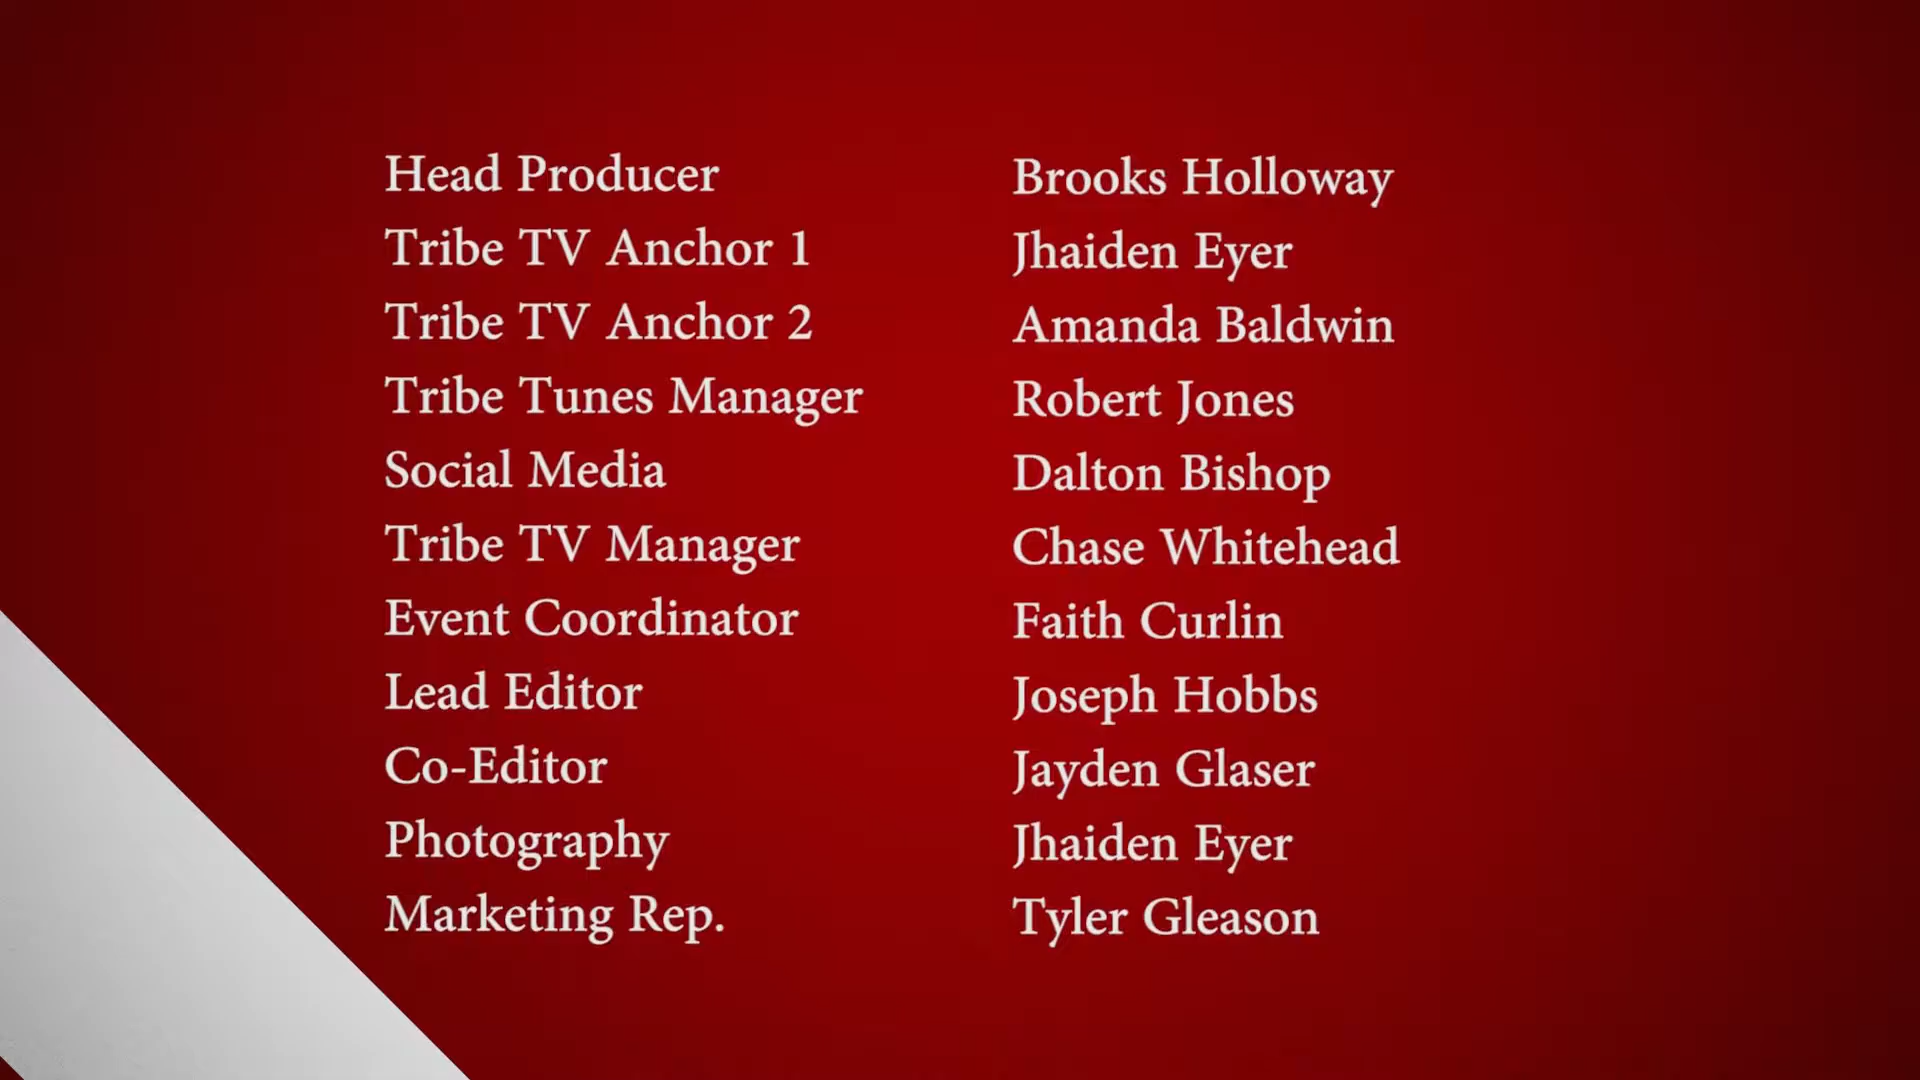 Head Producer Brooks Holloway
Tribe TV Anchor 1 Jhaiden Eyer
Tribe TV Anchor 2 Amanda Baldwin
Tribe Tunes Manager Robert Jones
Social Media Dalton Bishop
Tribe TV Manager Chase Whitehead
Event Coordinator Faith Curlin
Lead Editor Joseph Hobbs
Co-Editor Jayden Glaser
Photography Jhaiden Eyer
Marketing Rep. Tyler Gleason